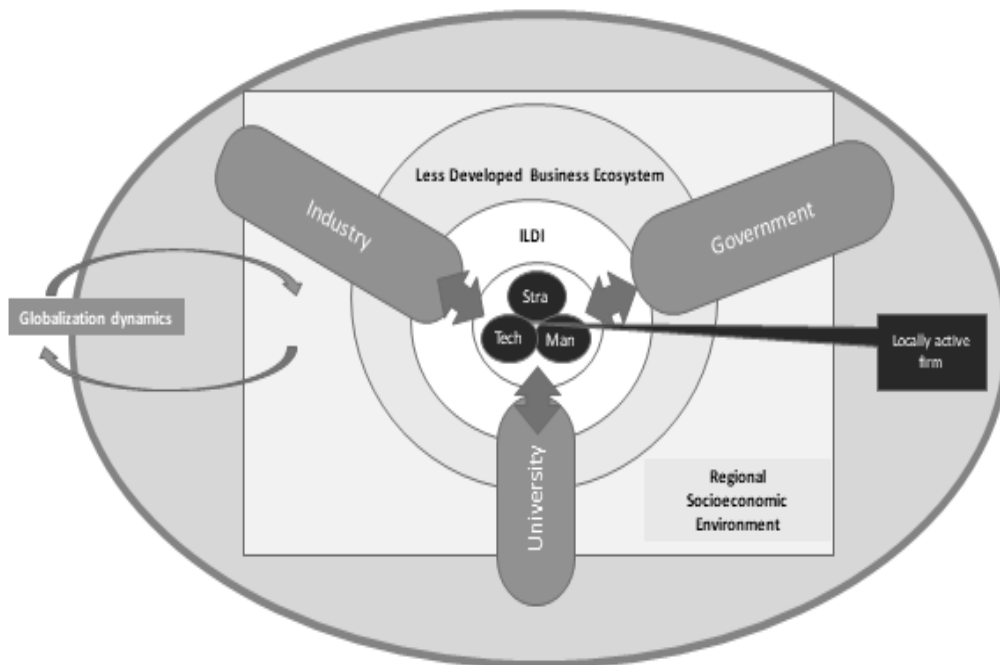 Less Developed Business Ecosystem
Industry
Government
ILDI
Stra
Globalization dynamics
Tech
Man
Locally active
firm
University
Regional
Socioeconomic
Environment